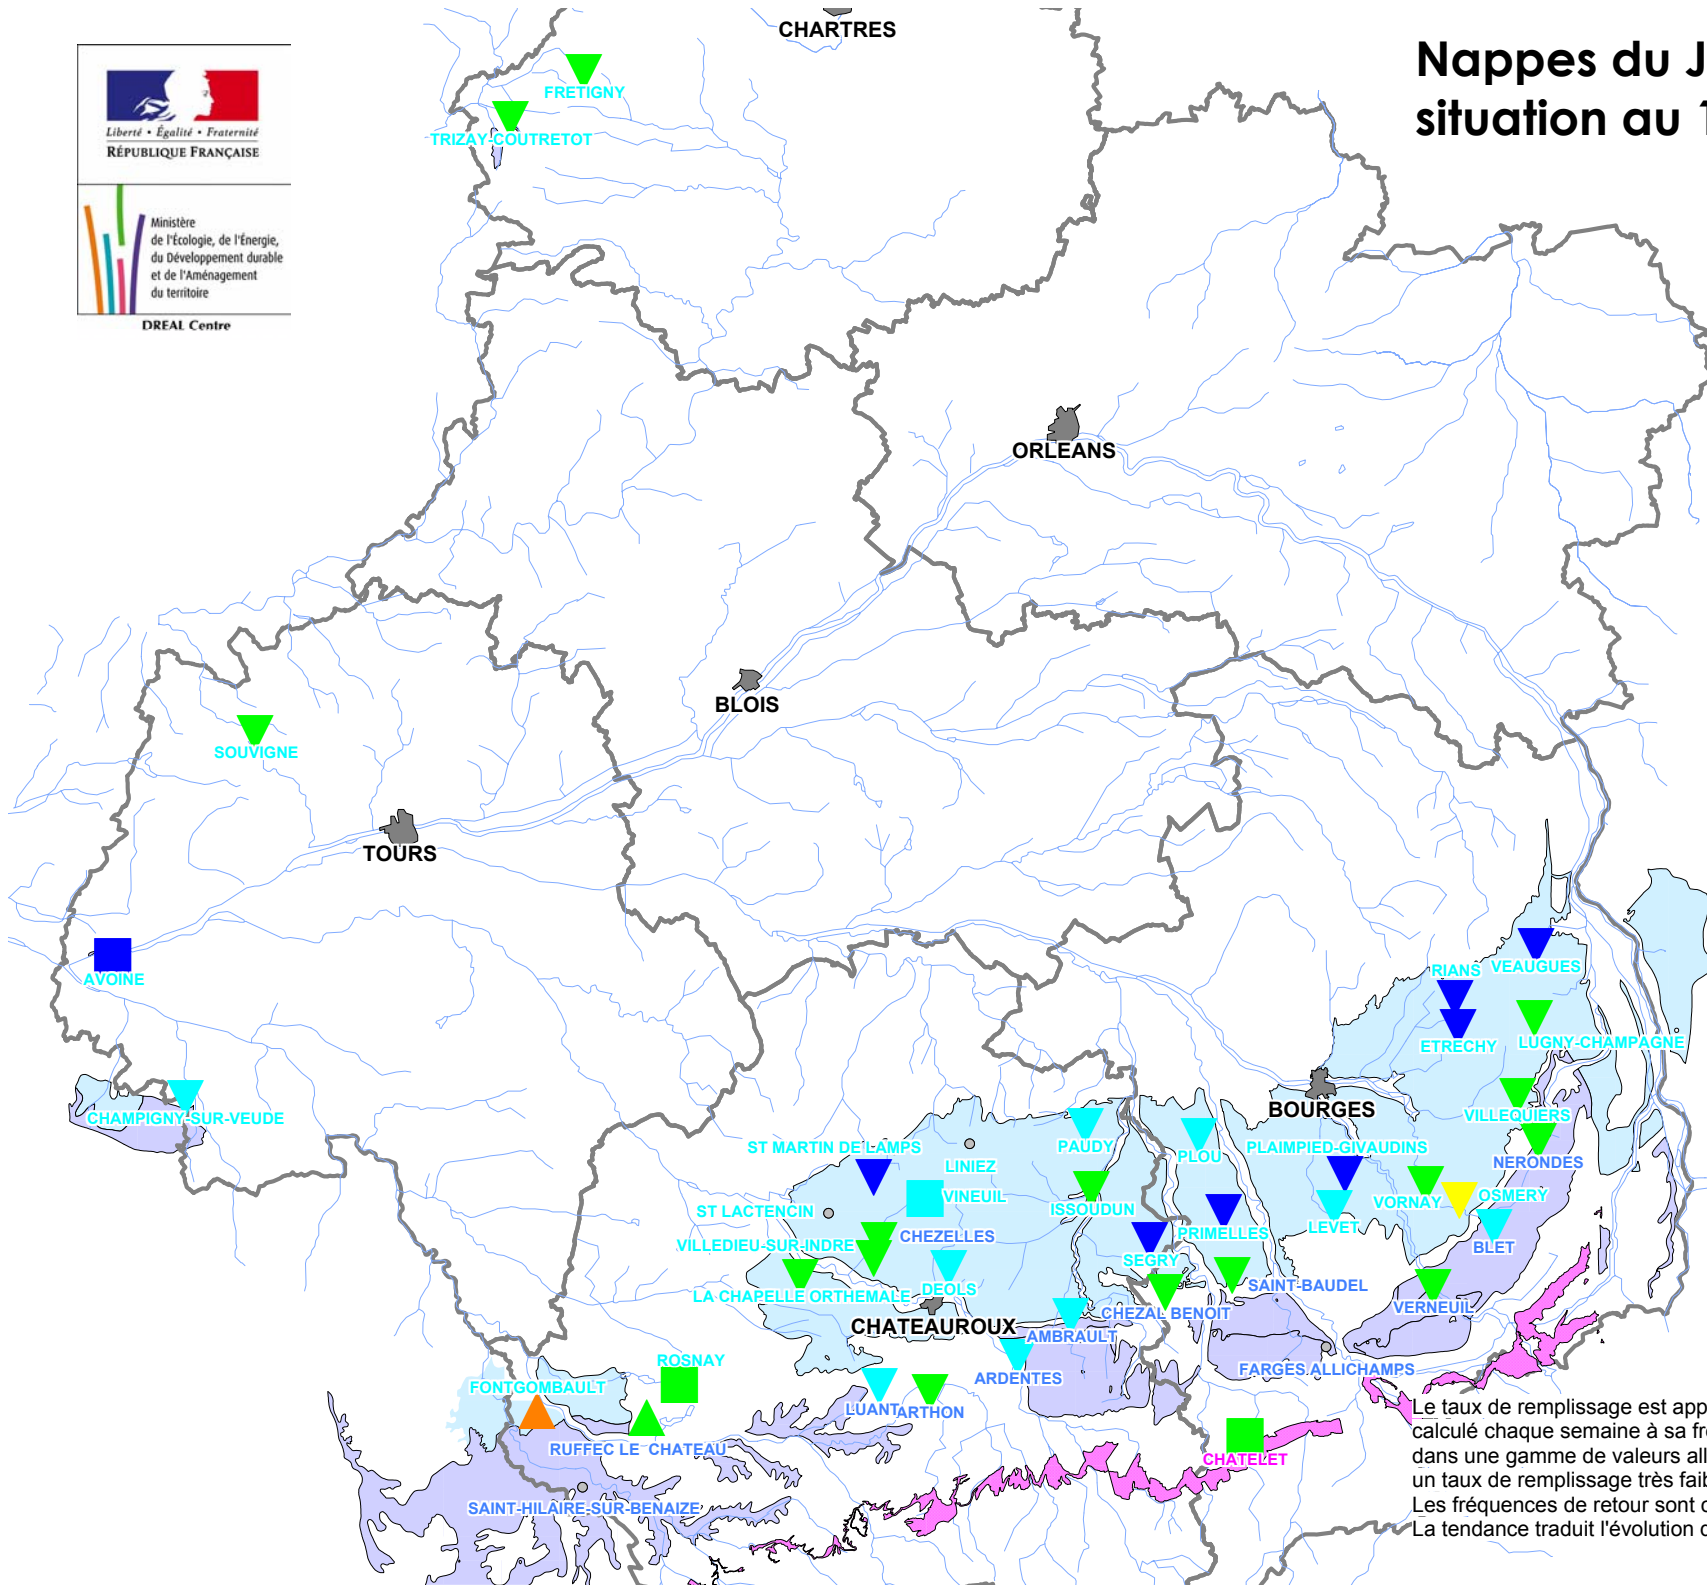 CHARTRES
Nappes du J
situation au 1
Liberté • Égalité • Fraternité
RÉPUBLIQUE FRANÇAISE
Ministère
de l'Écologie, de l'Énergie,
du Développement durable
et de l'Aménagement
du territoire
DREAL Centre
FRETIGNY
TRIZAY-COUTRETOT
ORLEANS
BLOIS
SOUVIGNE
TOURS
AVOINE
RIANS
VEAUGUES
ETRECHY
LUGNY-CHAMPAGNE
CHAMPIGNY-SUR-VEUDE
BOURGES
VILLEQUIERS
ST MARTIN DE LAMPS
PAUDY
PLOU
PLAIMPIED-GIVAUDINS
NERONDES
LINIEZ
VINEUIL
ST LACTENCIN
ISSOUDUN
VORNAY
OSMERY
LEVET
PRIMELLES
CHEZELLES
VILLEDIEU-SUR-INDRE
SEGRY
BLET
LA CHAPELLE ORTHEMALE
DEOLS
SAINT-BAUDEL
CHEZAL BENOIT
VERNEUIL
CHATEAUROUX
AMBRAULT
ARDENTES
FARGES ALLICHAMPS
ROSNAY
FONTGOMBAULT
LUANT
ARTHON
RUFFEC LE CHATEAU
CHATELET
SAINT-HILAIRE-SUR-BENAIZE
Le taux de remplissage est app
calculé chaque semaine à sa fré
dans une gamme de valeurs all
un taux de remplissage très faib
Les fréquences de retour sont c
La tendance traduit l'évolution d